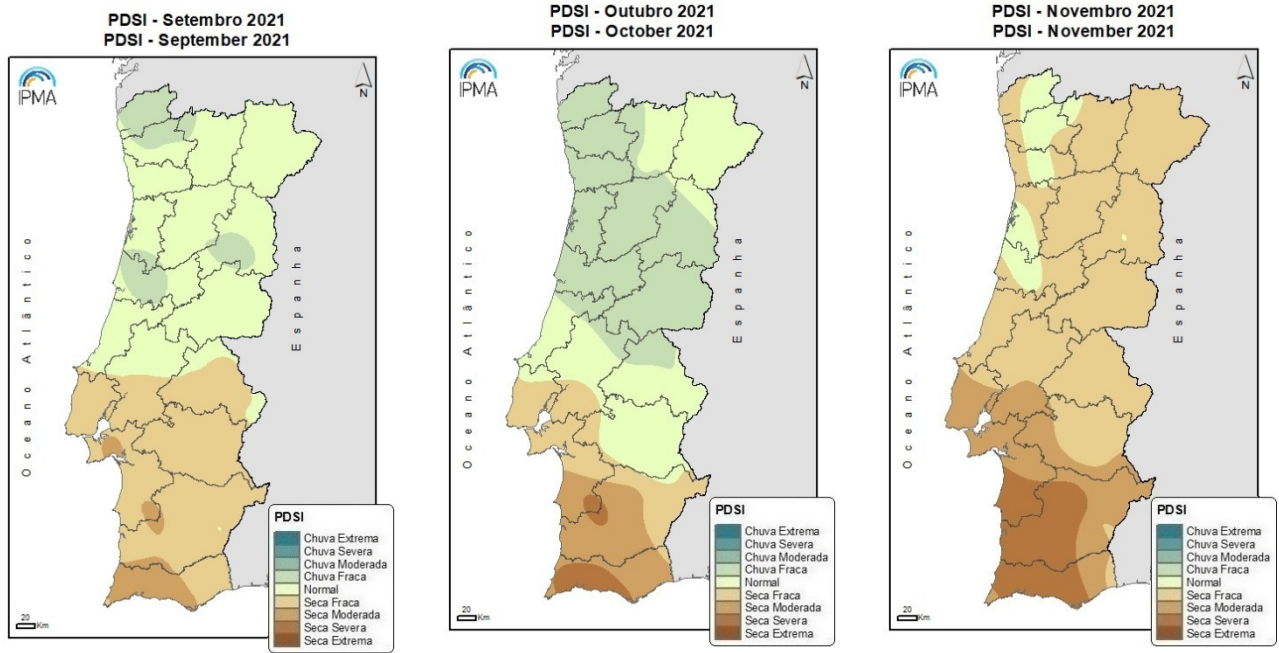 PDSI - Setembro 2021
PDSI - September 2021
IPMA
N
Oceano Atlântico
Espanha
PDSI
Chuva Extrema
Chuva Severa
Chuva Moderada
Chuva Fraca
Normal
Seca Fraca
Seca Moderada
Seca Severa
Seca Extrema
20
Km
PDSI - Outubro 2021
PDSI - October 2021
IPMA
N
Oceano Atlântico
Espanha
PDSI
Chuva Extrema
Chuva Severa
Chuva Moderada
Chuva Fraca
Normal
Seca Fraca
Seca Moderada
Seca Severa
Seca Extrema
20
Km
PDSI - Novembro 2021
PDSI - November 2021
IPMA
N
Oceano Atlântico
Espanha
PDSI
Chuva Extrema
Chuva Severa
Chuva Moderada
Chuva Fraca
Normal
Seca Fraca
Seca Moderada
Seca Severa
Seca Extrema
20
Km